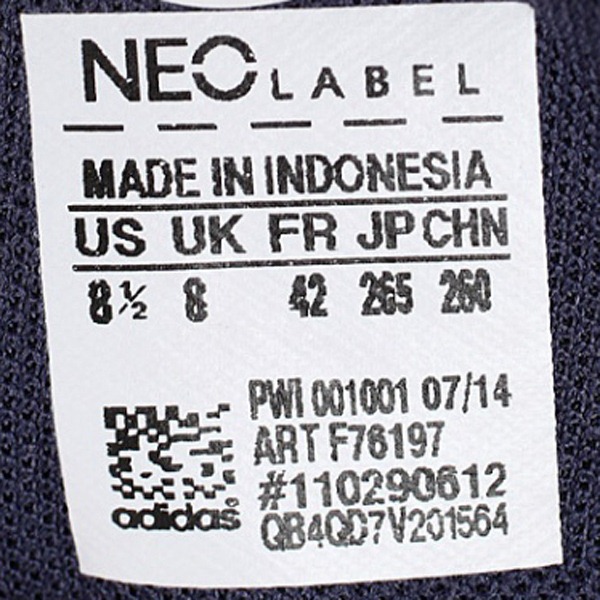 NEO LABEL
MADE IN INDONESIA
US UK FR JP CHN
8½ 8 42 265 260
PWI 001001 07/14
ART F76197
#110290612
QB4QD7V201564
adidas®